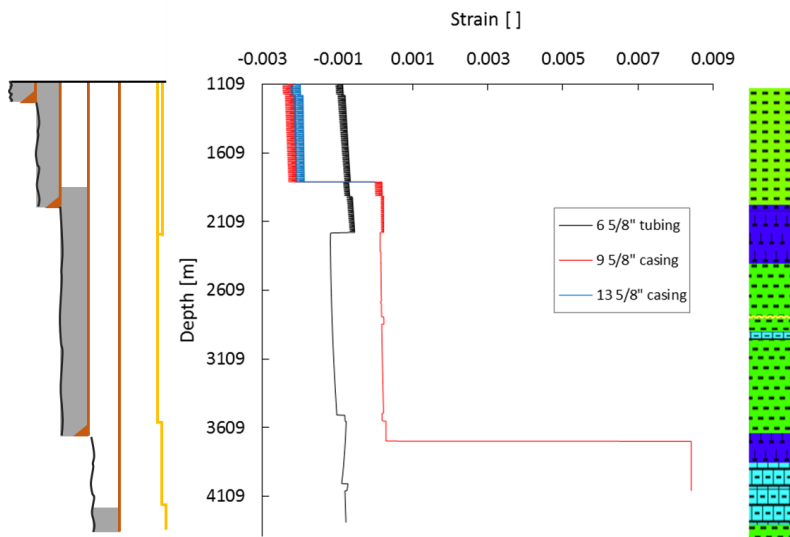 Strain [ ]
-0.003 -0.001 0.001 0.003 0.005 0.007 0.009
1109
1609
2109
2609
3109
3609
4109
Depth [m]
6 5/8" tubing
9 5/8" casing
13 5/8" casing